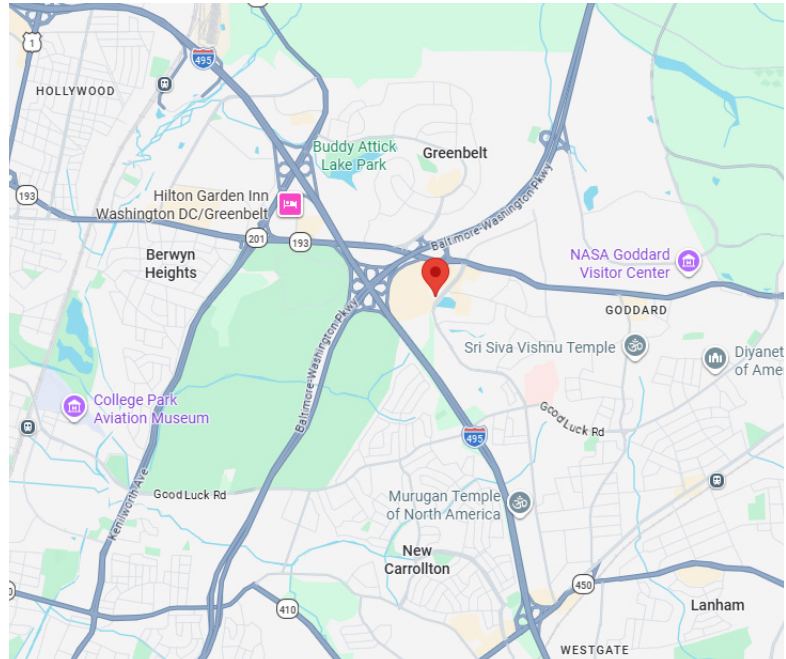 1
495
HOLLYWOOD
Buddy Attick
Lake Park
Greenbelt
193
Hilton Garden Inn
Washington DC/Greenbelt
201
193
Baltimore-Washington Pkwy
Berwyn
Heights
NASA Goddard
Visitor Center
GODDARD
Sri Siva Vishnu Temple
Diyanet
of Amer
Baltimore-Washington Pkwy
College Park
Aviation Museum
Good Luck Rd
495
Kenilworth Ave
Good Luck Rd
Murugan Temple
of North America
New
Carrollton
450
410
Lanham
WESTGATE